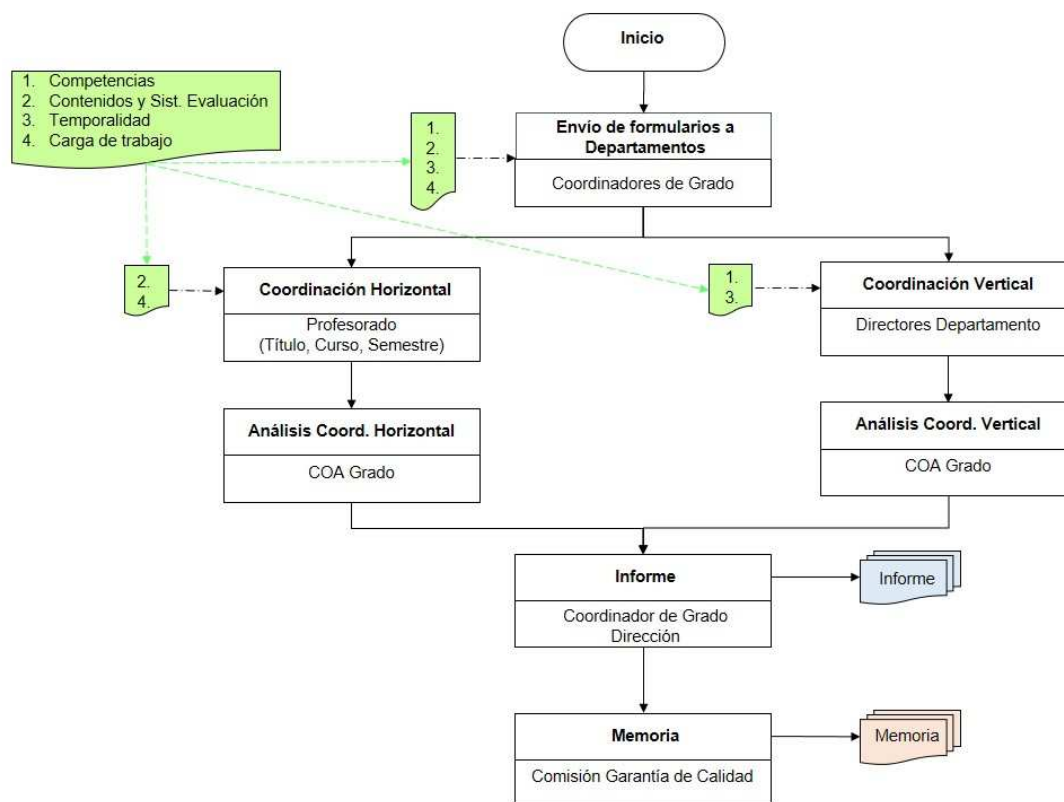 Inicio
1. Competencias
2. Contenidos y Sist. Evaluación
3. Temporalidad
4. Carga de trabajo
1.
2.
3.
4.
Envío de formularios a
Departamentos
Coordinadores de Grado
2.
4.
Coordinación Horizontal
Profesorado
(Título, Curso, Semestre)
1.
3.
Coordinación Vertical
Directores Departamento
Análisis Coord. Horizontal
COA Grado
Análisis Coord. Vertical
COA Grado
Informe
Coordinador de Grado
Dirección
Informe
Memoria
Comisión Garantía de Calidad
Memoria